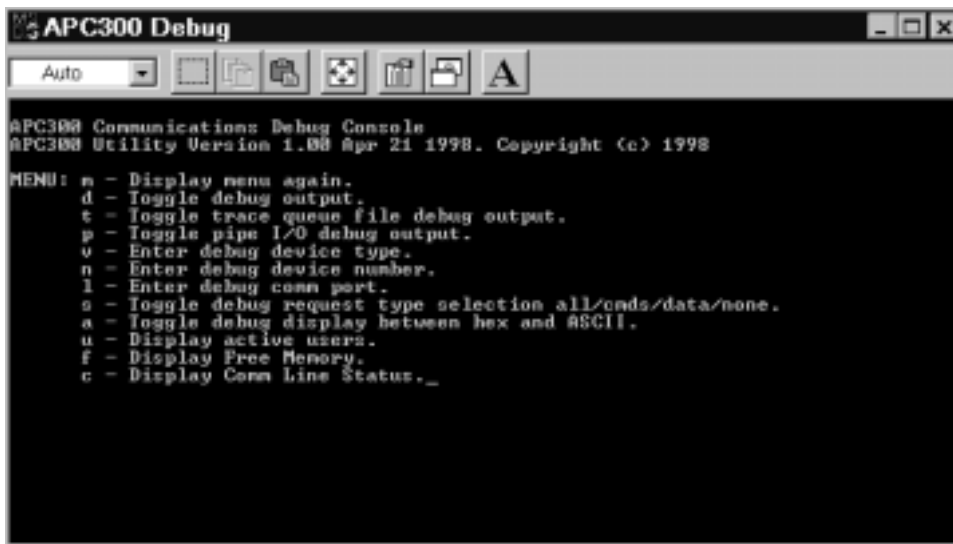 APC300 Debug
Auto
A
APC300 Communications Debug Console
APC300 Utility Version 1.00 Apr 21 1998. Copyright (c) 1998
MENU: m - Display menu again.
d - Toggle debug output.
t - Toggle trace queue file debug output.
p - Toggle pipe I/O debug output.
v - Enter debug device type.
n - Enter debug device number.
l - Enter debug comm port.
s - Toggle debug request type selection all/cmds/data/none.
a - Toggle debug display between hex and ASCII.
u - Display active users.
f - Display Free Memory.
c - Display Comm Line Status._